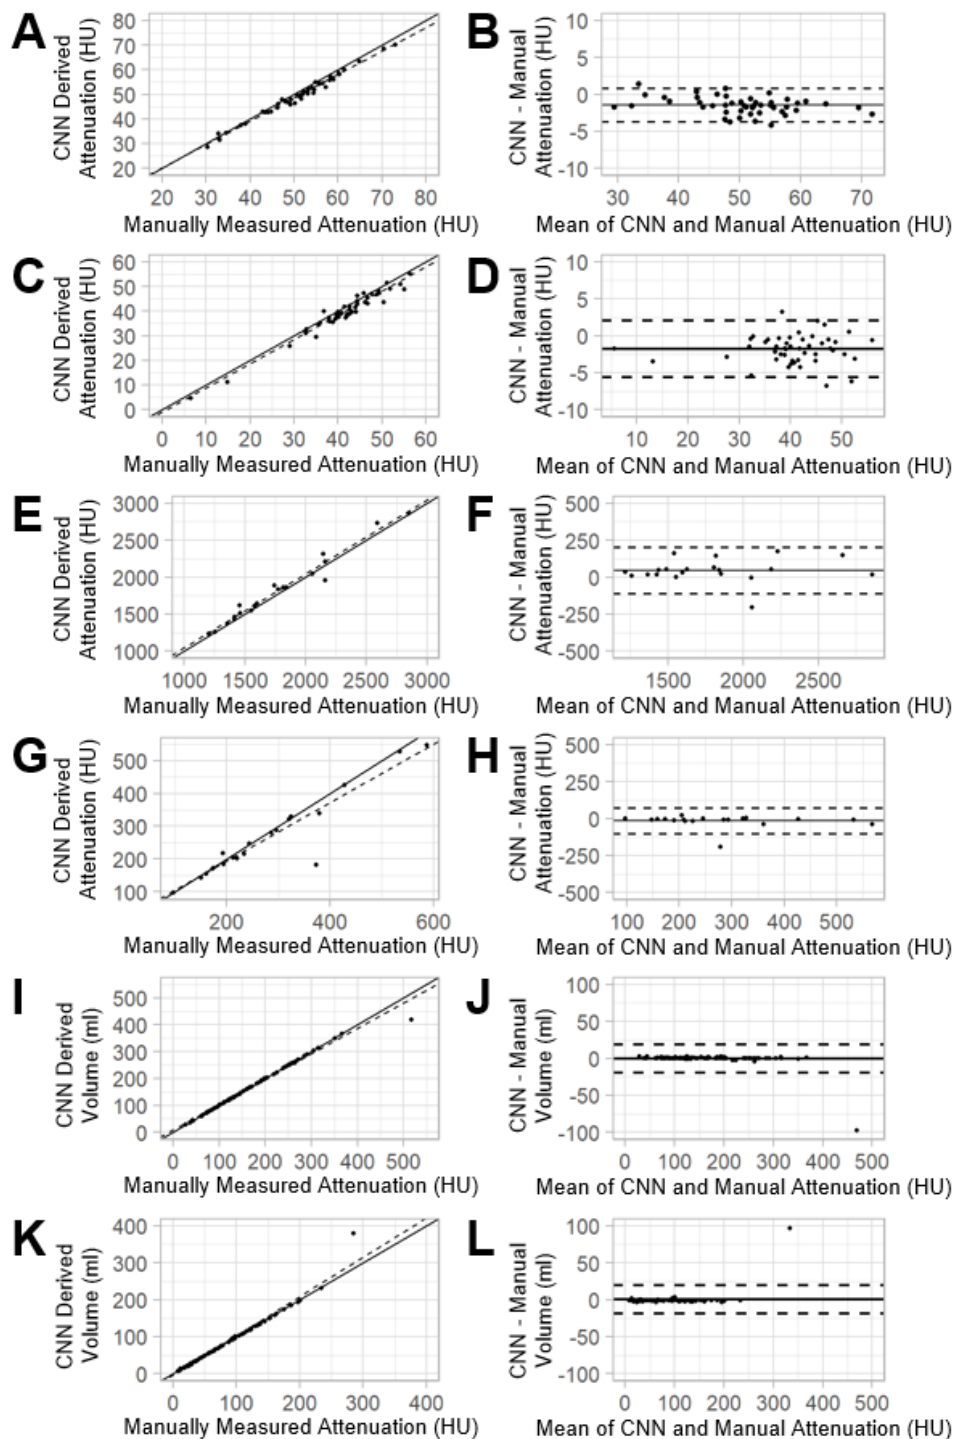 A
CNN Derived
Attenuation (HU)
80
70
60
50
40
30
20
20 30 40 50 60 70 80
Manually Measured Attenuation (HU)
B
CNN - Manual
Attenuation (HU)
10
5
0
-5
-10
30 40 50 60 70
Mean of CNN and Manual Attenuation (HU)
C
CNN Derived
Attenuation (HU)
60
50
40
30
20
10
0
0 10 20 30 40 50 60
Manually Measured Attenuation (HU)
D
CNN - Manual
Attenuation (HU)
10
5
0
-5
-10
10 20 30 40 50
Mean of CNN and Manual Attenuation (HU)
E
CNN Derived
Attenuation (HU)
3000
2500
2000
1500
1000
1000 1500 2000 2500 3000
Manually Measured Attenuation (HU)
F
CNN - Manual
Attenuation (HU)
500
250
0
-250
-500
1500 2000 2500
Mean of CNN and Manual Attenuation (HU)
G
CNN Derived
Attenuation (HU)
500
400
300
200
100
200 400 600
Manually Measured Attenuation (HU)
H
CNN - Manual
Attenuation (HU)
500
250
0
-250
-500
100 200 300 400 500
Mean of CNN and Manual Attenuation (HU)
I
CNN Derived
Volume (ml)
500
400
300
200
100
0
0 100 200 300 400 500
Manually Measured Attenuation (HU)
J
CNN - Manual
Volume (ml)
100
50
0
-50
-100
0 100 200 300 400 500
Mean of CNN and Manual Attenuation (HU)
K
CNN Derived
Volume (ml)
400
300
200
100
0
0 100 200 300 400
Manually Measured Attenuation (HU)
L
CNN - Manual
Volume (ml)
100
50
0
-50
-100
0 100 200 300 400 500
Mean of CNN and Manual Attenuation (HU)